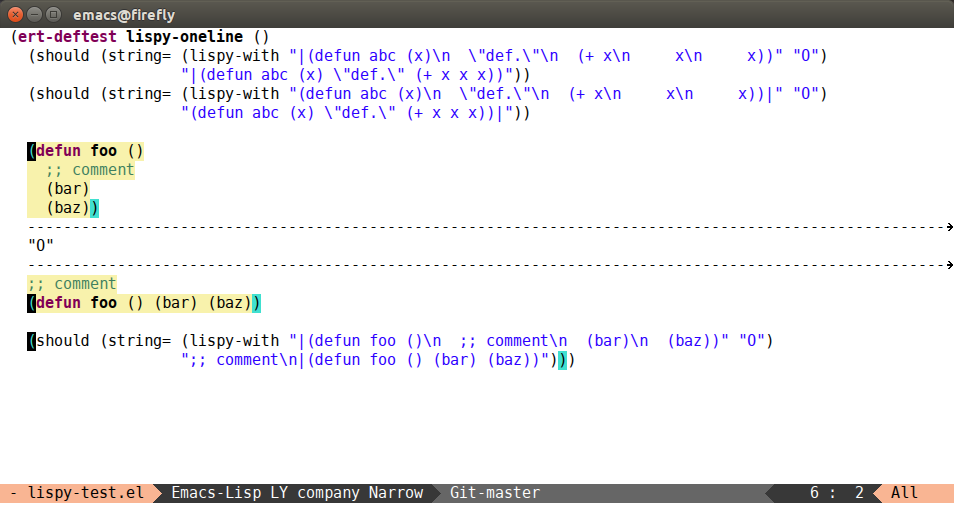 emacs@firefly
(ert-deftest lispy-oneline ()
  (should (string= (lispy-with "|(defun abc (x)\n  \"def.\"\n  (+ x\n     x\n     x))" "O")
                   "|(defun abc (x) \"def.\" (+ x x x))"))
  (should (string= (lispy-with "(defun abc (x)\n  \"def.\"\n  (+ x\n     x\n     x))|" "O")
                   "(defun abc (x) \"def.\" (+ x x x))|"))
  (defun foo ()
    ;; comment
    (bar)
    (baz))
"O"
  ;; comment
  (defun foo () (bar) (baz))
  (should (string= (lispy-with "|(defun foo ()\n  ;; comment\n  (bar)\n  (baz))" "O")
                   ";; comment\n|(defun foo () (bar) (baz))")))
- lispy-test.el  Emacs-Lisp LY company Narrow  Git-master  6 :  2  All